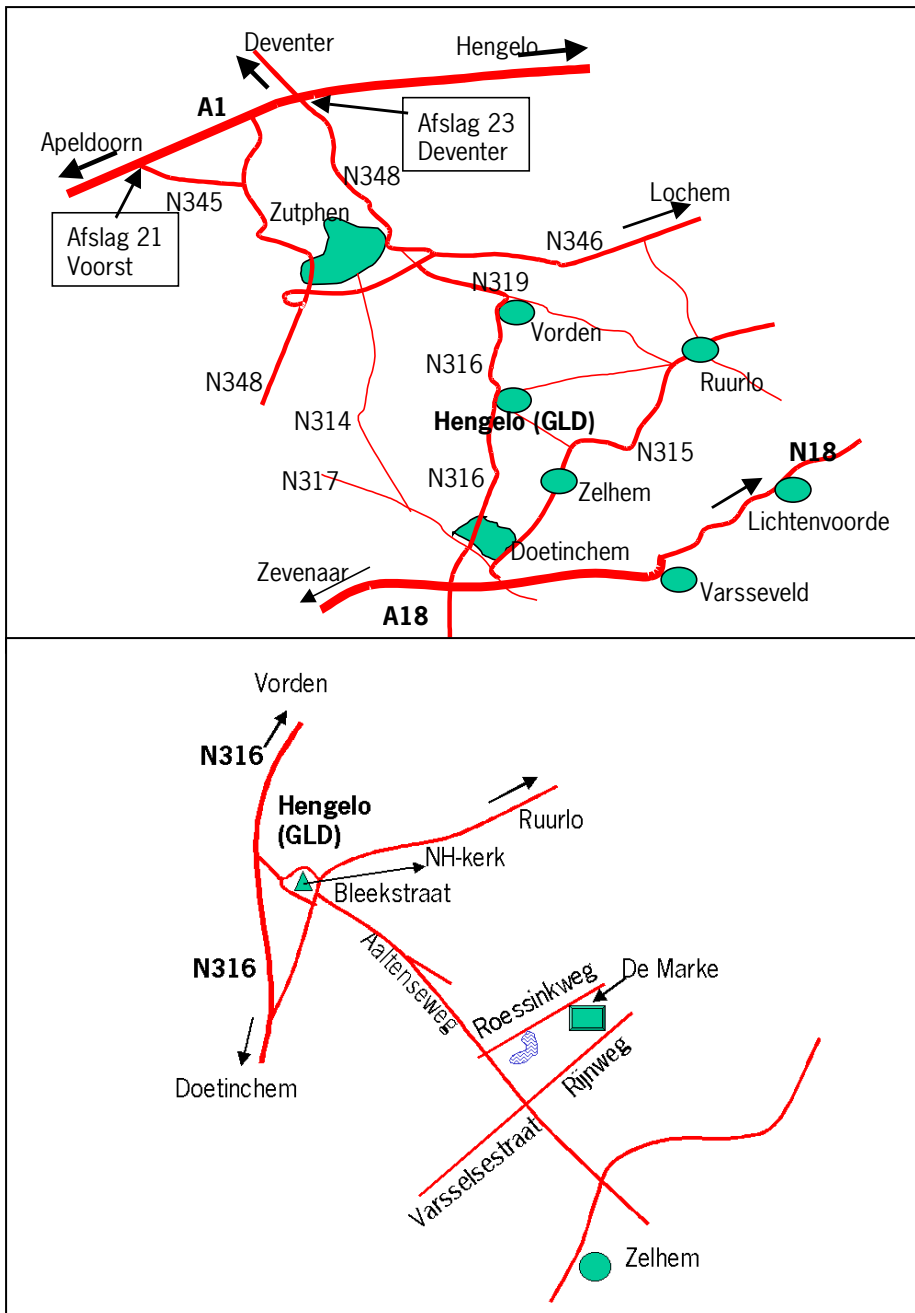 Deventer
Hengelo
A1
Afslag 23
Deventer
Apeldoorn
N345
N348
Lochem
Zutphen
Afslag 21
Voorst
N346
N319
Vorden
N316
Ruurlo
N348
N314
Hengelo (GLD)
N315
N18
N317
N316
Zelhem
Lichtenvoorde
Doetinchem
Zevenaar
Varsseveld
A18
Vorden
N316
Hengelo
(GLD)
Ruurlo
NH-kerk
Bleekstraat
N316
Aaltenseweg
De Marke
Roessinkweg
Rijnweg
Doetinchem
Varsselsestraat
Zelhem